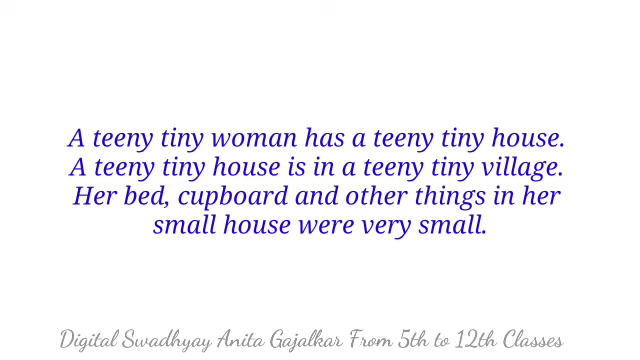 A teeny tiny woman has a teeny tiny house.
A teeny tiny house is in a teeny tiny village.
Her bed, cupboard and other things in her
small house were very small.
Digital Swadhyay Anita Gajalkar From 5th to 12th Classes